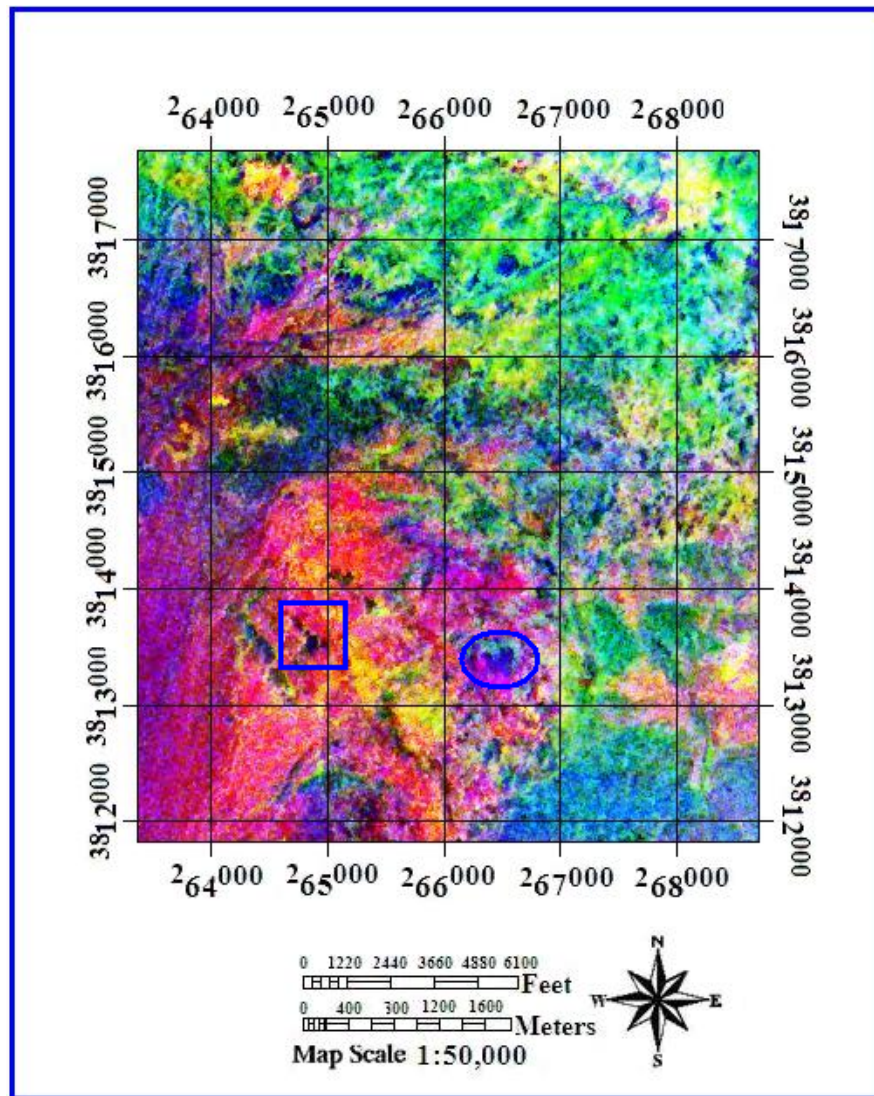 264000 265000 266000 267000 268000
3817000 3817000
3816000 3816000
3815000 3815000
3814000 3814000
3813000 3813000
3812000 3812000
264000 265000 266000 267000 268000
0 1220 2440 3660 4880 6100 Feet
0 400 300 1200 1600 Meters
Map Scale 1:50,000
N
W E
S